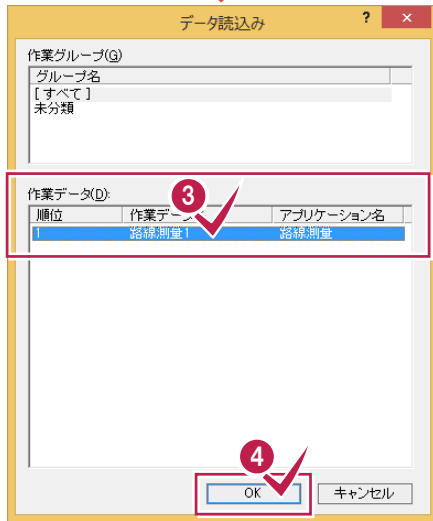 データ読込み ? ×
作業グループ(G)
グループ名
[すべて]
未分類
作業データ(D):
3
順位 作業データ アプリケーション名
1 路線測量1 路線測量
4
OK キャンセル